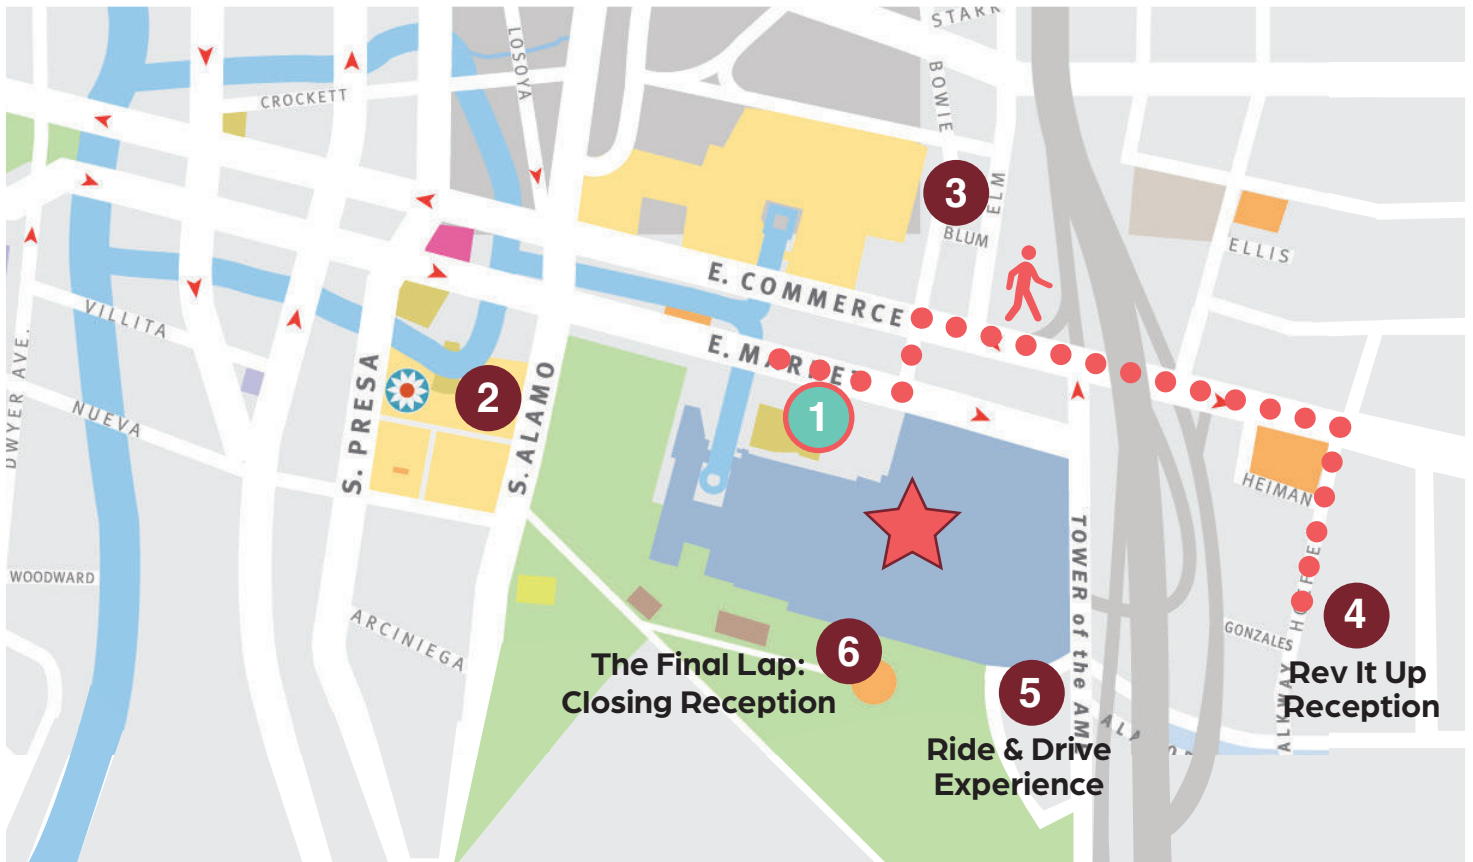 STARR
LOSOYA
BOWIE
CROCKETT
3
ELM
BLUM
ELLIS
E. COMMERCE
VILLITA
DWYER AVE.
E. MARKET
S. PRESA
2
S. ALAMO
1
NUEVA
HEIMAN
TOWER of the AM
WOODWARD
ARCINIEGA
GONZALES
4
Rev It Up
Reception
6
The Final Lap:
Closing Reception
5
Ride & Drive
Experience